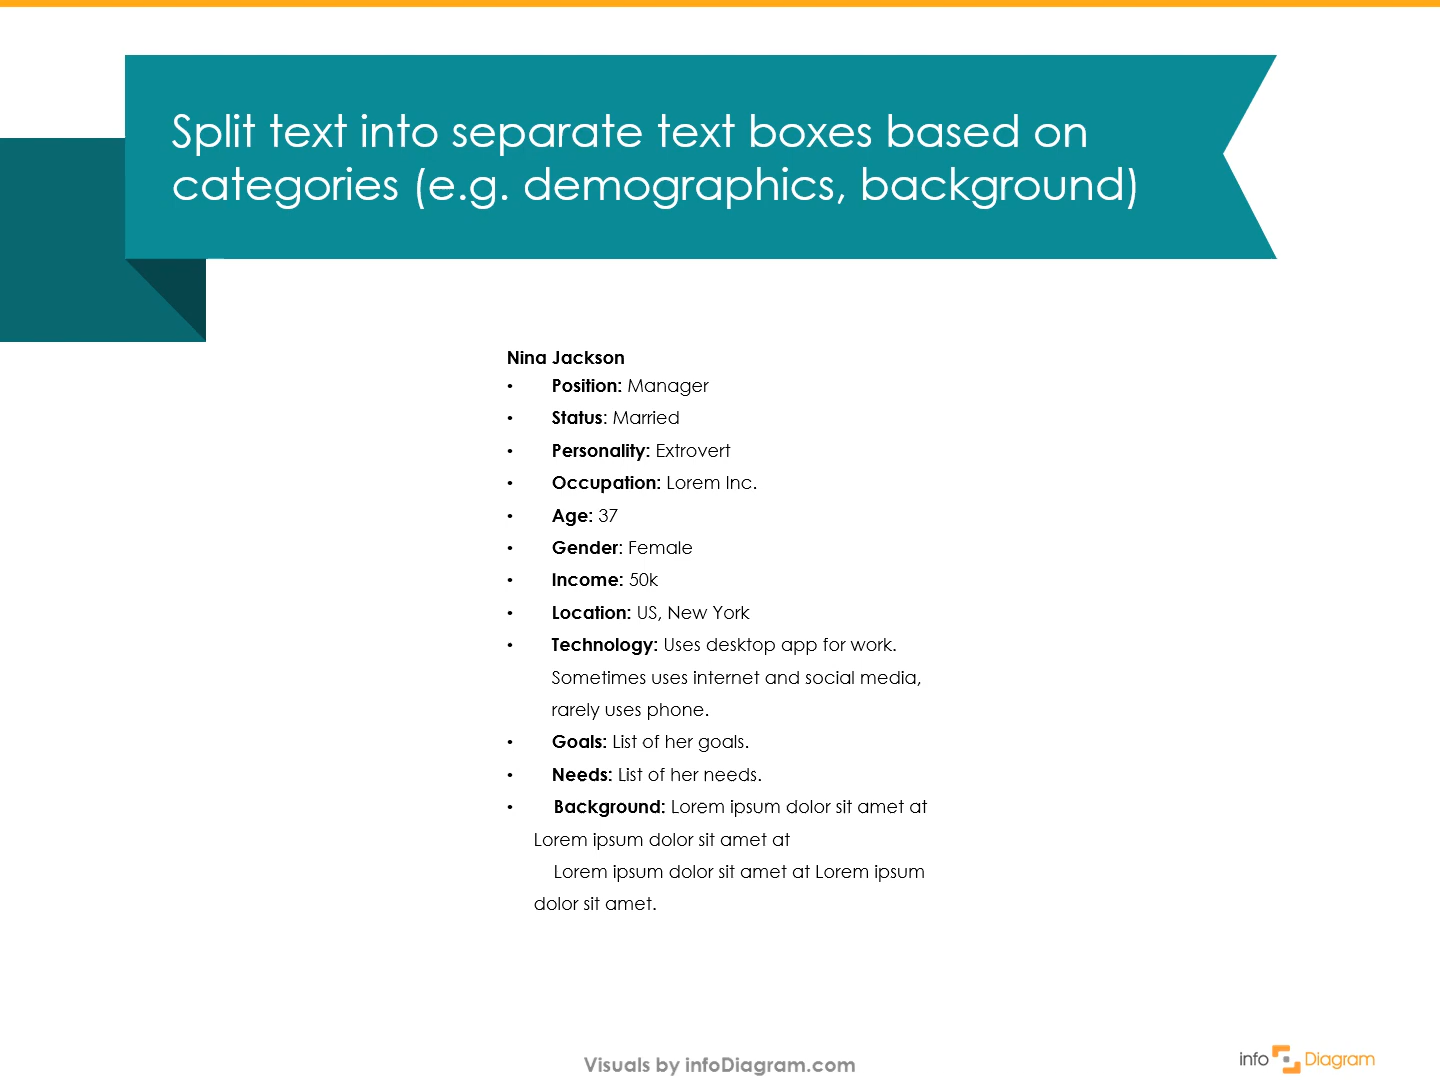 Split text into separate text boxes based on
categories (e.g. demographics, background)
Nina Jackson
• Position: Manager
• Status: Married
• Personality: Extrovert
• Occupation: Lorem Inc.
• Age: 37
• Gender: Female
• Income: 50k
• Location: US, New York
• Technology: Uses desktop app for work.
Sometimes uses internet and social media,
rarely uses phone.
• Goals: List of her goals.
• Needs: List of her needs.
• Background: Lorem ipsum dolor sit amet at
Lorem ipsum dolor sit amet at
Lorem ipsum dolor sit amet at Lorem ipsum
dolor sit amet.
Visuals by infoDiagram.com
info Diagram